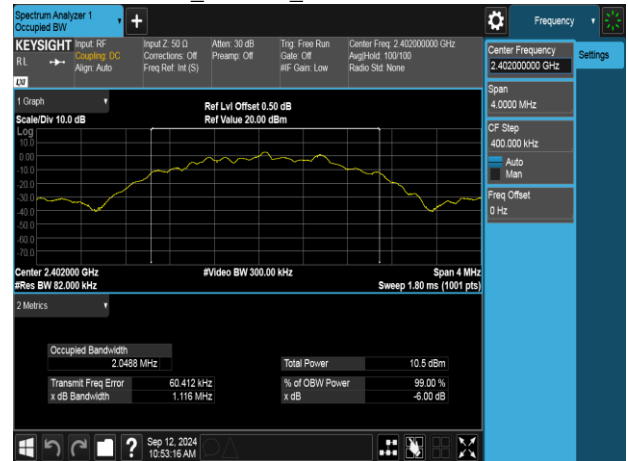 Spectrum Analyzer 1
Occupied BW
Frequency
KEYSIGHT
RL
LXI
Input: RF
Coupling: DC
Align: Auto
Input Z: 50 Ω
Corrections: Off
Freq Ref: Int (S)
Atten: 30 dB
Preamp: Off
Trig: Free Run
Gate: Off
#IF Gain: Low
Center Freq: 2.402000000 GHz
Avg|Hold: 100/100
Radio Std: None
Center Frequency
2.402000000 GHz
Settings
Span
4.0000 MHz
CF Step
400.000 kHz
Auto
Man
Freq Offset
0 Hz
1 Graph
Scale/Div 10.0 dB
Ref Lvl Offset 0.50 dB
Ref Value 20.00 dBm
Log
10.0
0.00
-10.0
-20.0
-30.0
-40.0
-50.0
-60.0
-70.0
Center 2.402000 GHz
#Video BW 300.00 kHz
Span 4 MHz
#Res BW 82.000 kHz
Sweep 1.80 ms (1001 pts)
2 Metrics
Occupied Bandwidth
2.0488 MHz
Total Power 10.5 dBm
Transmit Freq Error 60.412 kHz
% of OBW Power 99.00 %
x dB Bandwidth 1.116 MHz
x dB -6.00 dB
?
Sep 12, 2024
10:53:16 AM